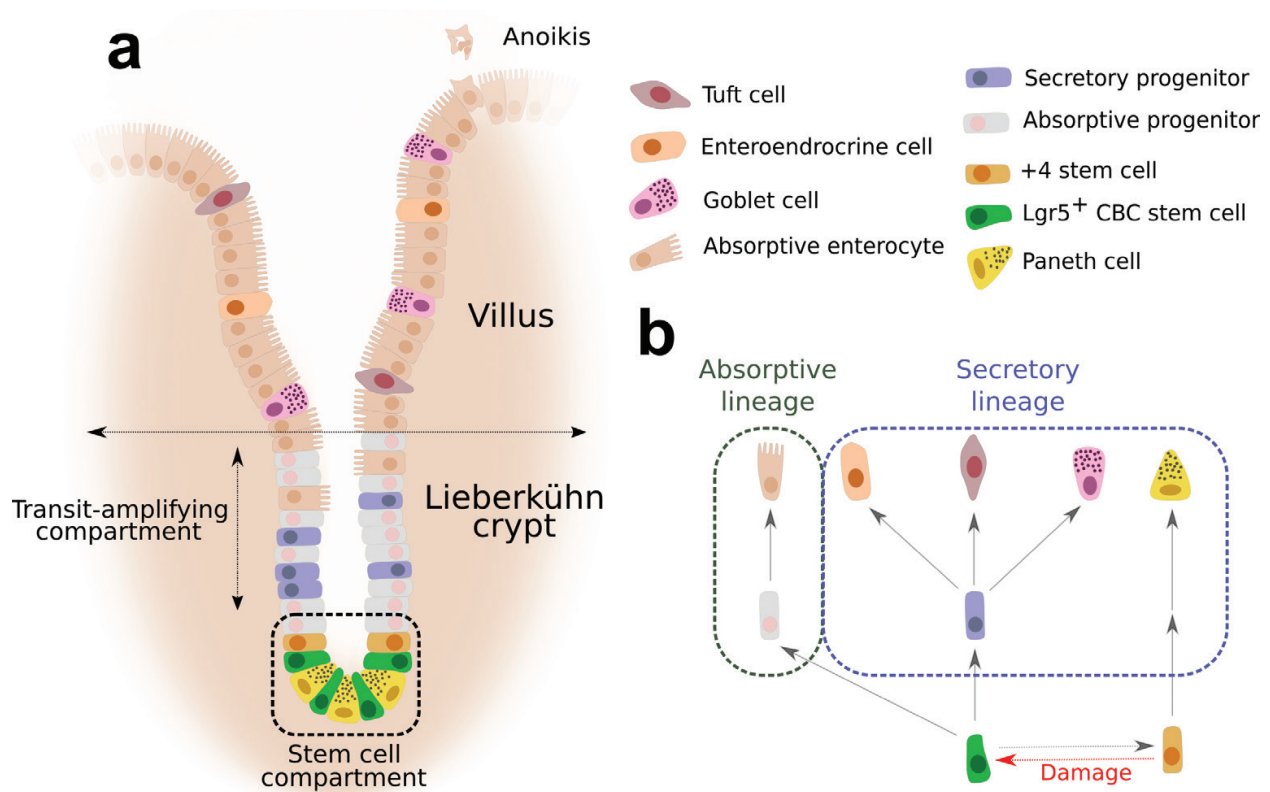 a
Anoikis
Villus
Transit-amplifying
compartment
Lieberkühn
crypt
Stem cell
compartment
Tuft cell
Enteroendocrine cell
Goblet cell
Absorptive enterocyte
Secretory progenitor
Absorptive progenitor
+4 stem cell
Lgr5+ CBC stem cell
Paneth cell
b
Absorptive
lineage
Secretory
lineage
Damage